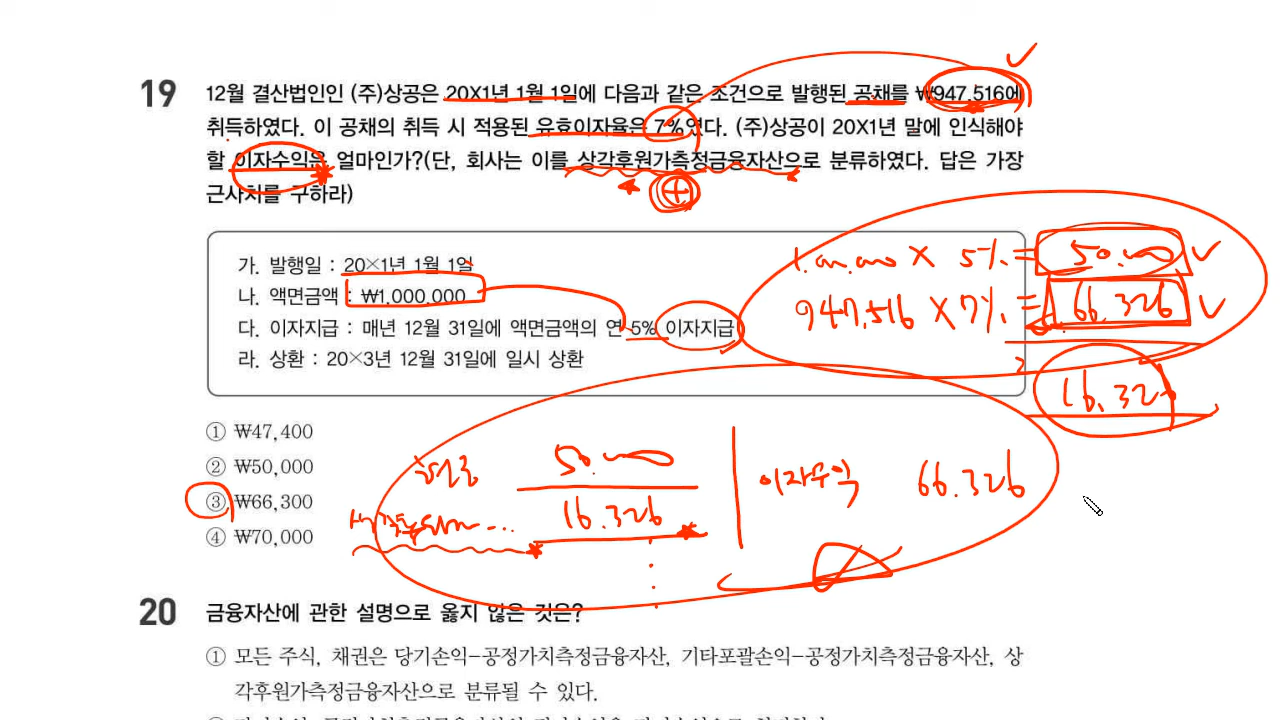 19 12월 결산법인인 (주)상공은 20X1년 1월 1일에 다음과 같은 조건으로 발행된 공채를 ₩947,516에
취득하였다. 이 공채의 취득 시 적용된 유효이자율은 7%였다. (주)상공이 20X1년 말에 인식해야
할 이자수익은 얼마인가?(단, 회사는 이를 상각후원가측정금융자산으로 분류하였다. 답은 가장
근사치를 구하라)
가. 발행일 : 20×1년 1월 1일
나. 액면금액 : ₩1,000,000
다. 이자지급 : 매년 12월 31일에 액면금액의 연 5% 이자지급
라. 상환 : 20×3년 12월 31일에 일시 상환
1.000.000 × 5% = 50.000
947.516 × 7% = 66.326
16.326
① ₩47,400
② ₩50,000
③ ₩66,300
④ ₩70,000
현금 50.000 이자수익 66.326
16.326
20 금융자산에 관한 설명으로 옳지 않은 것은?
① 모든 주식, 채권은 당기손익-공정가치측정금융자산, 기타포괄손익-공정가치측정금융자산, 상
각후원가측정금융자산으로 분류될 수 있다.